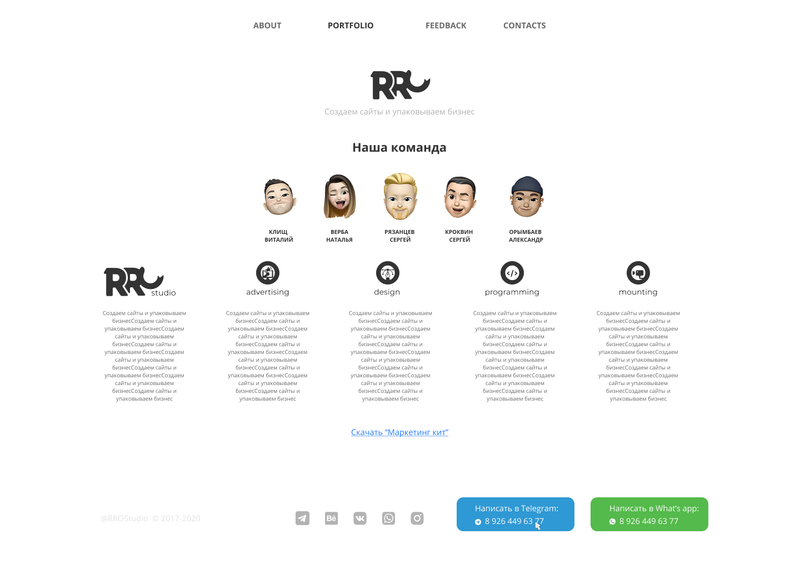 ABOUT
PORTFOLIO
FEEDBACK
CONTACTS
Создаем сайты и упаковываем бизнес
Наша команда
КЛИЩ
ВИТАЛИЙ
ВЕРБА
НАТАЛЬЯ
РЯЗАНЦЕВ
СЕРГЕЙ
КРОКВИН
СЕРГЕЙ
ОРЫМБАЕВ
АЛЕКСАНДР
studio
advertising
design
programming
mounting
Создаем сайты и упаковываем
бизнесСоздаем сайты и
упаковываем бизнесСоздаем
сайты и упаковываем
бизнесСоздаем сайты и
упаковываем бизнесСоздаем
сайты и упаковываем
бизнесСоздаем сайты и
упаковываем бизнесСоздаем
сайты и упаковываем
бизнесСоздаем сайты и
упаковываем бизнес
Создаем сайты и упаковываем
бизнесСоздаем сайты и
упаковываем бизнесСоздаем
сайты и упаковываем
бизнесСоздаем сайты и
упаковываем бизнесСоздаем
сайты и упаковываем
бизнесСоздаем сайты и
упаковываем бизнесСоздаем
сайты и упаковываем
бизнесСоздаем сайты и
упаковываем бизнес
Создаем сайты и упаковываем
бизнесСоздаем сайты и
упаковываем бизнесСоздаем
сайты и упаковываем
бизнесСоздаем сайты и
упаковываем бизнесСоздаем
сайты и упаковываем
бизнесСоздаем сайты и
упаковываем бизнесСоздаем
сайты и упаковываем
бизнесСоздаем сайты и
упаковываем бизнес
Создаем сайты и упаковываем
бизнесСоздаем сайты и
упаковываем бизнесСоздаем
сайты и упаковываем
бизнесСоздаем сайты и
упаковываем бизнесСоздаем
сайты и упаковываем
бизнесСоздаем сайты и
упаковываем бизнесСоздаем
сайты и упаковываем
бизнесСоздаем сайты и
упаковываем бизнес
Создаем сайты и упаковываем
бизнесСоздаем сайты и
упаковываем бизнесСоздаем
сайты и упаковываем
бизнесСоздаем сайты и
упаковываем бизнесСоздаем
сайты и упаковываем
бизнесСоздаем сайты и
упаковываем бизнесСоздаем
сайты и упаковываем
бизнесСоздаем сайты и
упаковываем бизнес
Скачать “Маркетинг кит”
@RROStudio © 2017-2020
Bē
Написать в Telegram:
8 926 449 63 77
Написать в What’s app:
8 926 449 63 77